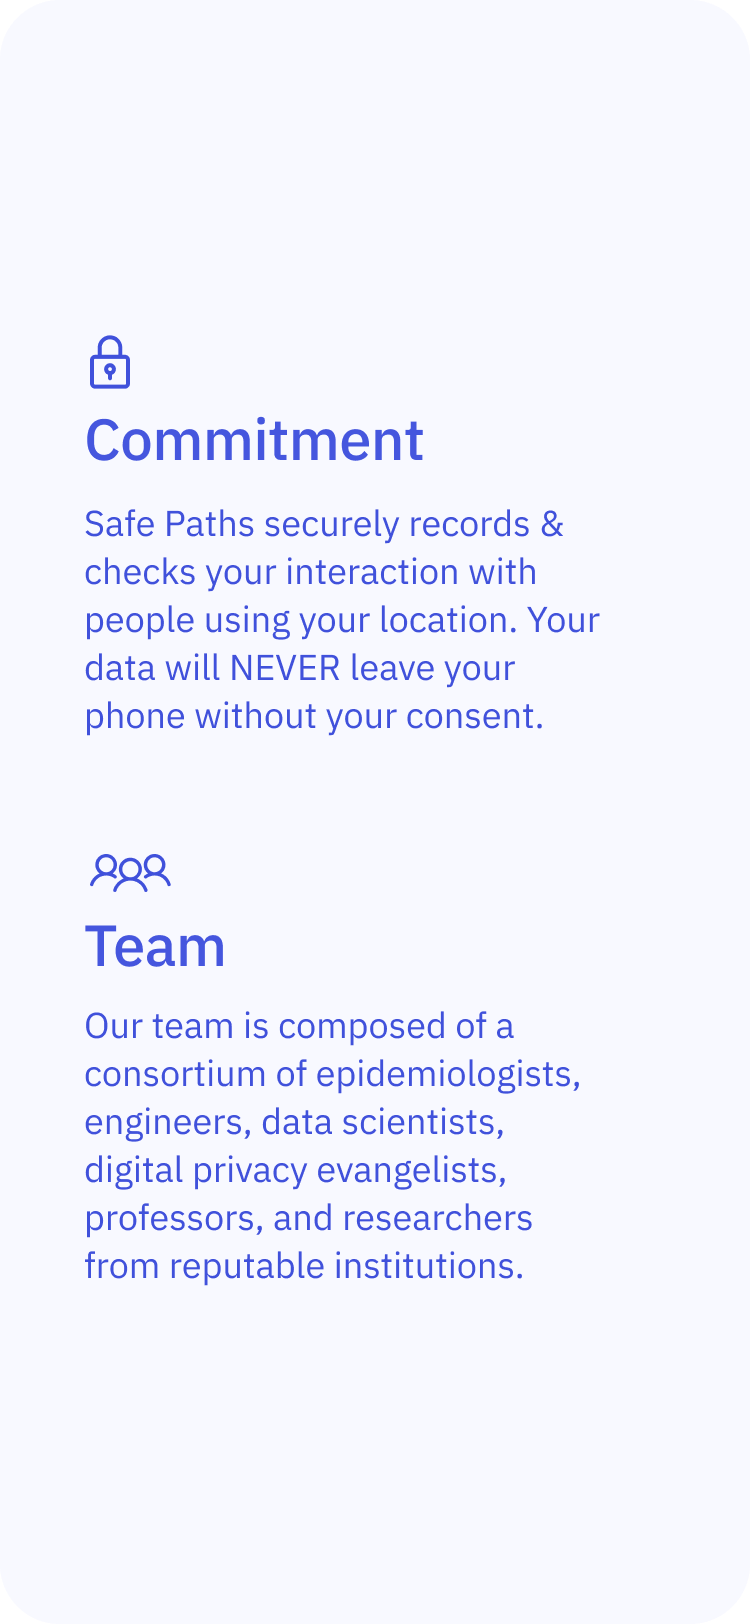 Commitment
Safe Paths securely records &
checks your interaction with
people using your location. Your
data will NEVER leave your
phone without your consent.
Team
Our team is composed of a
consortium of epidemiologists,
engineers, data scientists,
digital privacy evangelists,
professors, and researchers
from reputable institutions.